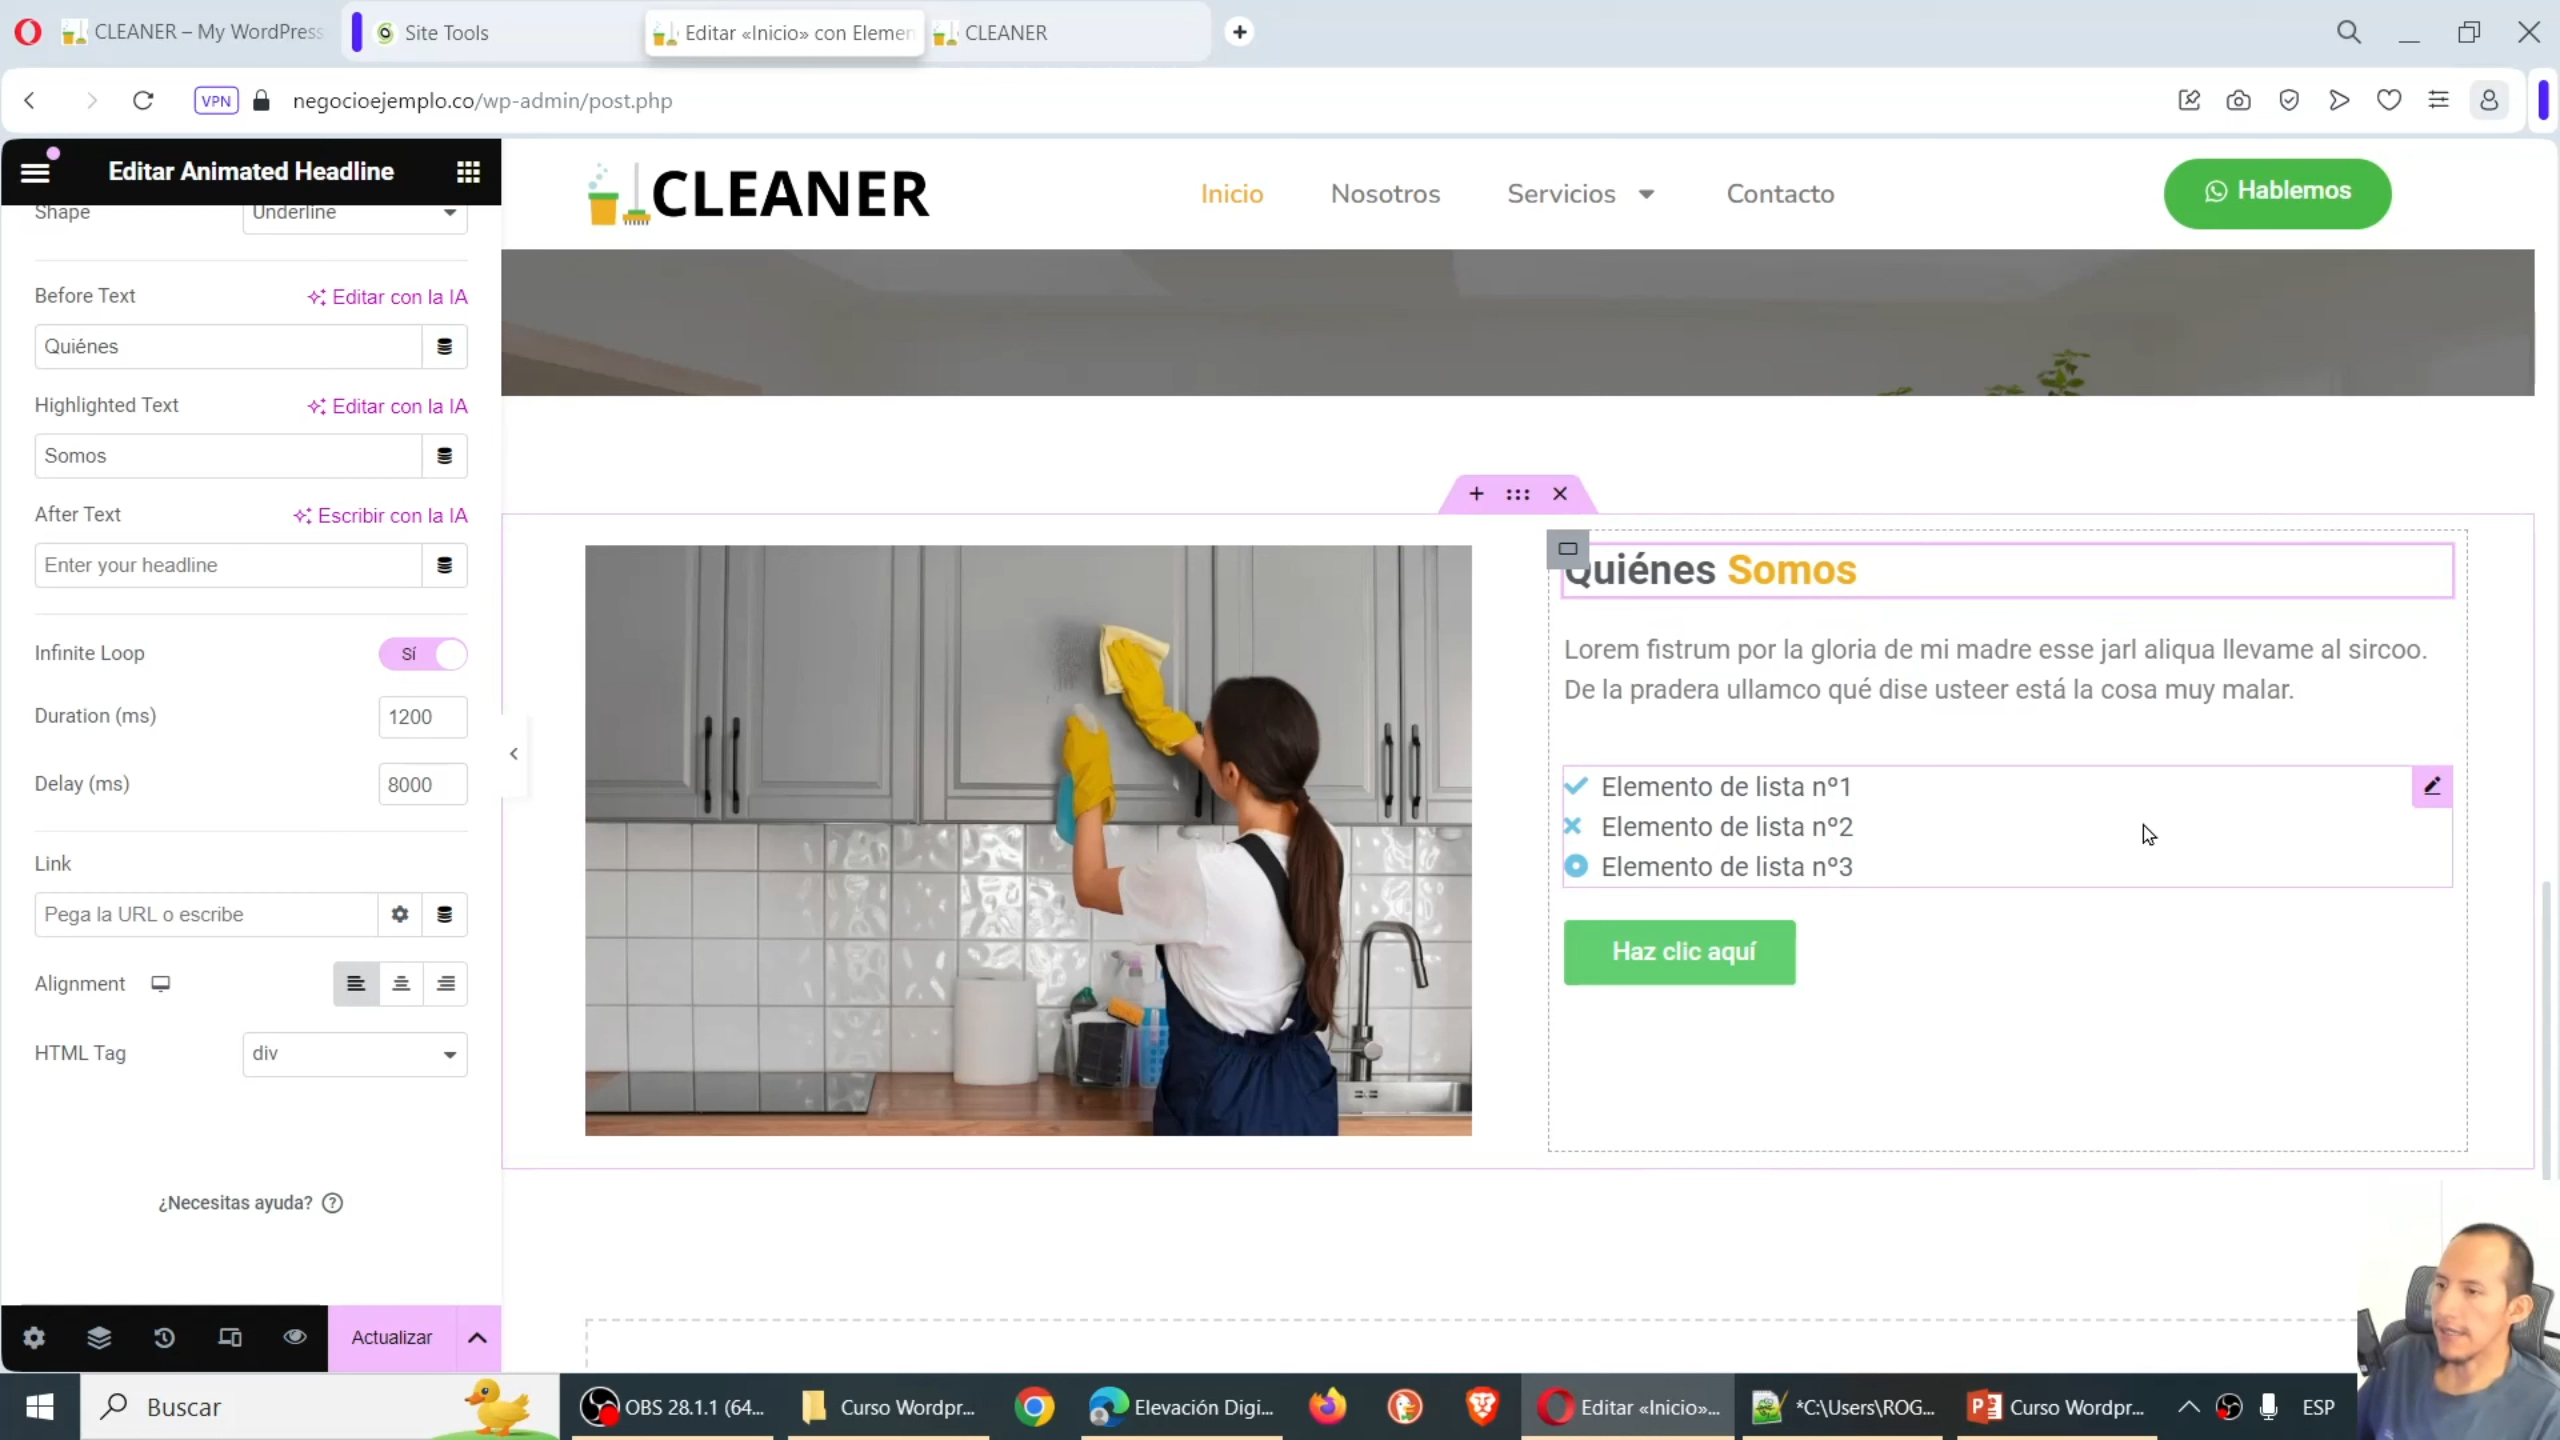 CLEANER – My WordPress
Site Tools
Editar «Inicio» con Elemen
CLEANER
VPN
negocioejemplo.co/wp-admin/post.php
Editar Animated Headline
Shape
Underline
Before Text
Editar con la IA
Quiénes
Highlighted Text
Editar con la IA
Somos
After Text
Escribir con la IA
Enter your headline
Infinite Loop
Sí
Duration (ms)
1200
Delay (ms)
8000
Link
Pega la URL o escribe
Alignment
HTML Tag
div
¿Necesitas ayuda?
Actualizar
CLEANER
Inicio
Nosotros
Servicios
Contacto
Hablemos
Quiénes Somos
Lorem fistrum por la gloria de mi madre esse jarl aliqua llevame al sircoo.
De la pradera ullamco qué dise usteer está la cosa muy malar.
Elemento de lista nº1
Elemento de lista nº2
Elemento de lista nº3
Haz clic aquí
Buscar
OBS 28.1.1 (64...
Curso Wordpr...
Elevación Digi...
Editar «Inicio»...
*C:\Users\ROG...
Curso Wordpr...
ESP